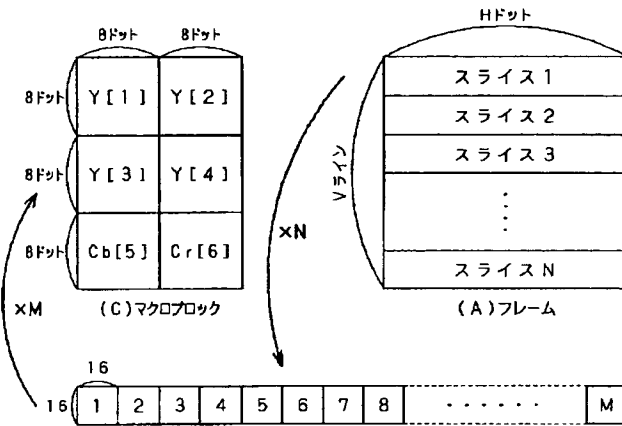 8ドット 8ドット
8ドット Y[1] Y[2]
8ドット Y[3] Y[4]
8ドット Cb[5] Cr[6]
(C)マクロブロック
×M
×N
Hドット
Vライン
スライス1
スライス2
スライス3
・・・・
スライスN
(A)フレーム
16
16 1 2 3 4 5 6 7 8 ・・・・・・ M